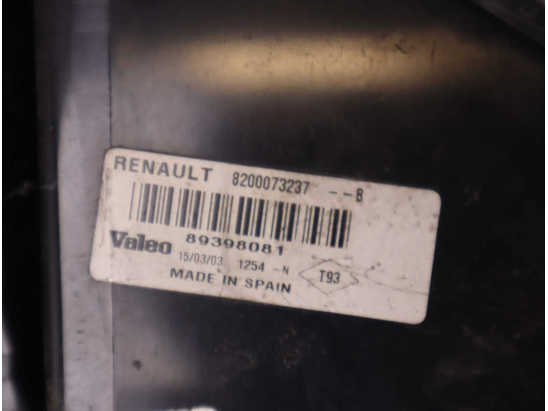 RENAULT 8200073237 --B
89398081
Valeo 15/03/03 1254 -N T93
MADE IN SPAIN